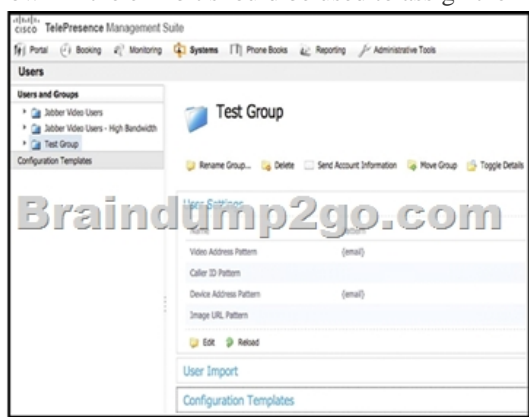 CISCO TelePresence Management Suite
Portal Booking Monitoring Systems Phone Books Reporting Administrative Tools
Users
Users and Groups
Jabber Video Users
Jabber Video Users - High Bandwidth
Test Group
Configuration Templates
Test Group
Rename Group... Delete Send Account Information Move Group Toggle Details
User Settings
Braindump2go.com
Video Address Pattern {email}
Caller ID Pattern
Device Address Pattern {email}
Image URL Pattern
Edit Reload
User Import
Configuration Templates